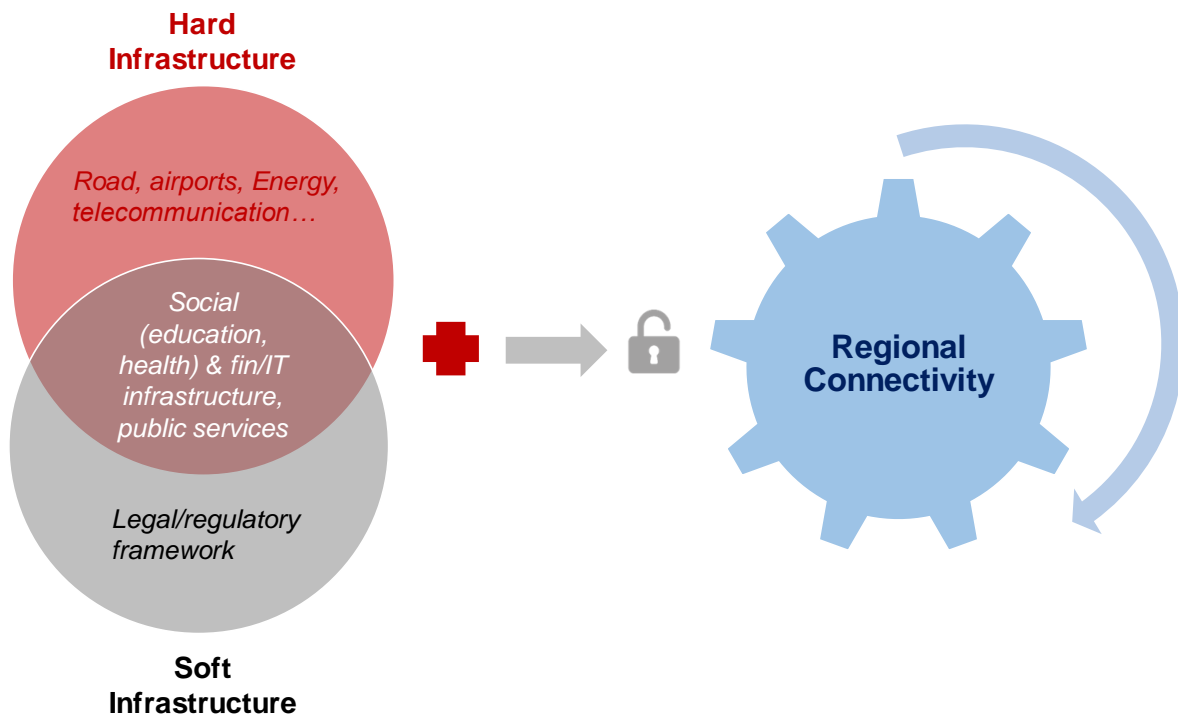 Hard
Infrastructure
Road, airports, Energy,
telecommunication…
Social
(education,
health) & fin/IT
infrastructure,
public services
Legal/regulatory
framework
Soft
Infrastructure
Regional
Connectivity